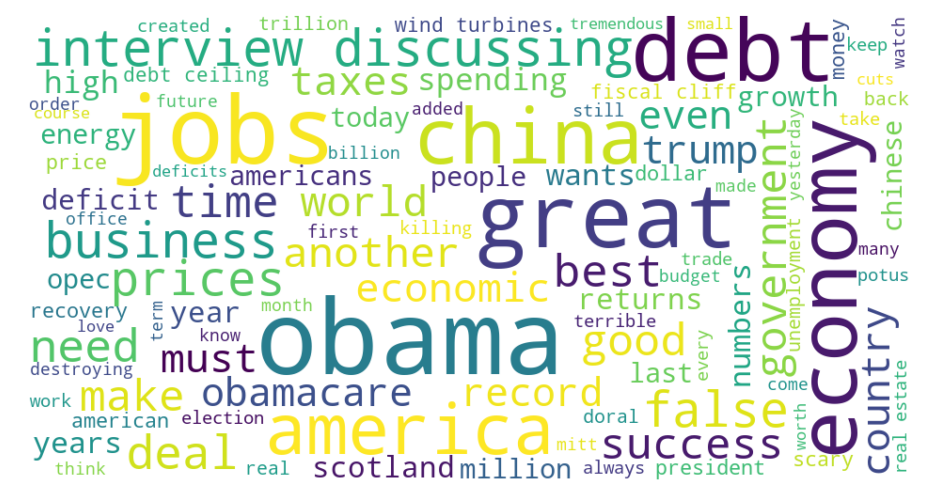 created
trillion
wind turbines
tremendous
small
interview discussing
debt
money
watch
keep
high
debt ceiling
taxes
spending
fiscal cliff
growth
cuts
back
order
course
future
jobs
today
added
china
still
even
take
energy
billion
trump
government
yesterday
economy
chinese
price
deficits
americans
people
wants
dollar
made
deficit
office
time
world
great
first
killing
business
another
best
trade
many
opec
prices
economic
budget
numbers
unemployment
potus
recovery
love
term
year
know
month
obama
returns
terrible
good
every
country
need
destroying
must
last
come
work
make
obamacare
record
false
worth
real estate
american
election
america
doral
success
mitt
scary
years
think
deal
real
scotland
million
always
president